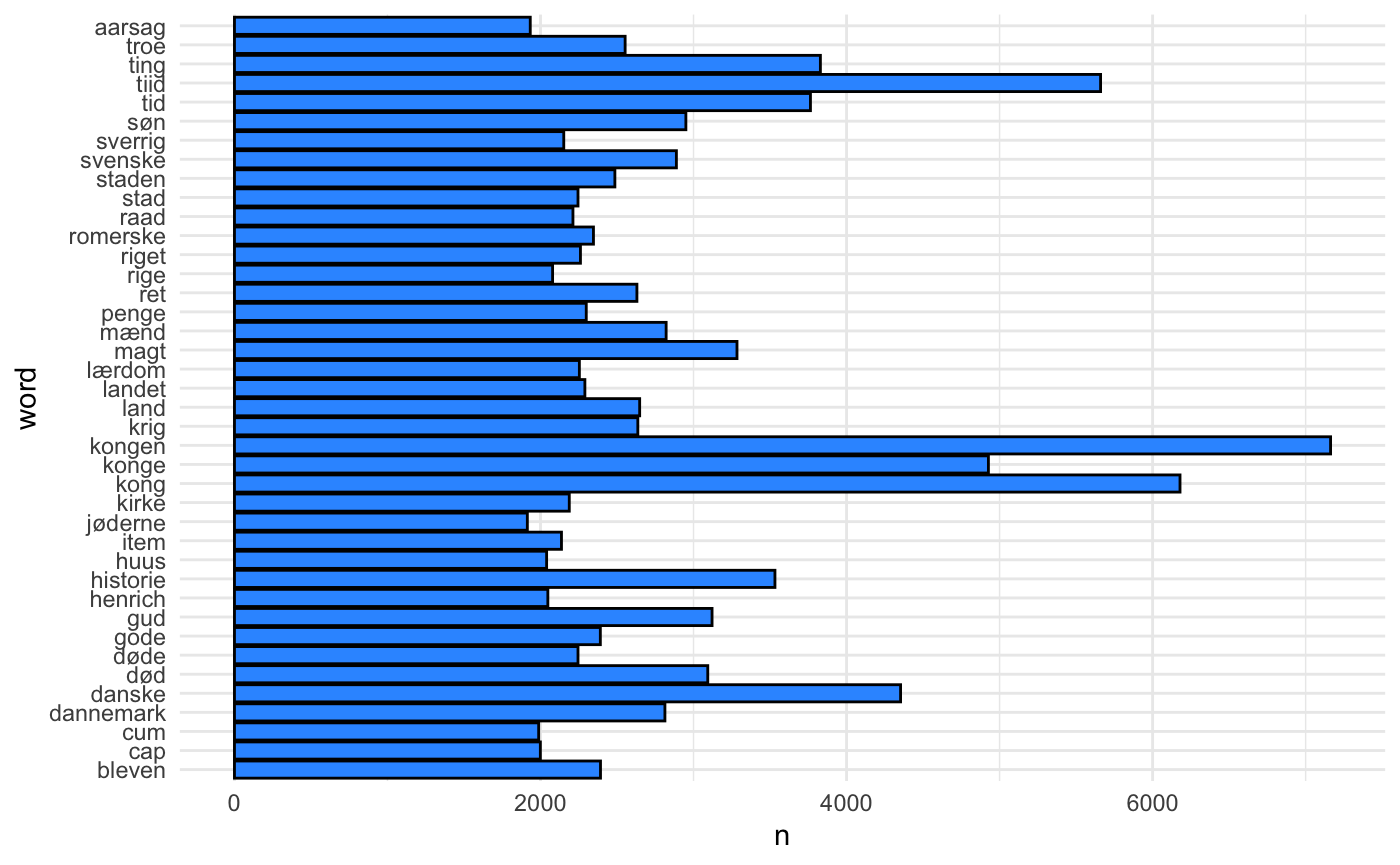 aarsag
troe
ting
tiid
tid
søn
sverrig
svenske
staden
stad
raad
romerske
riget
rige
ret
penge
mænd
magt
lærdom
landet
land
krig
kongen
konge
kong
kirke
jøderne
item
huus
historie
henrich
gud
gode
døde
død
danske
dannemark
cum
cap
bleven
word
0 2000 4000 6000
n